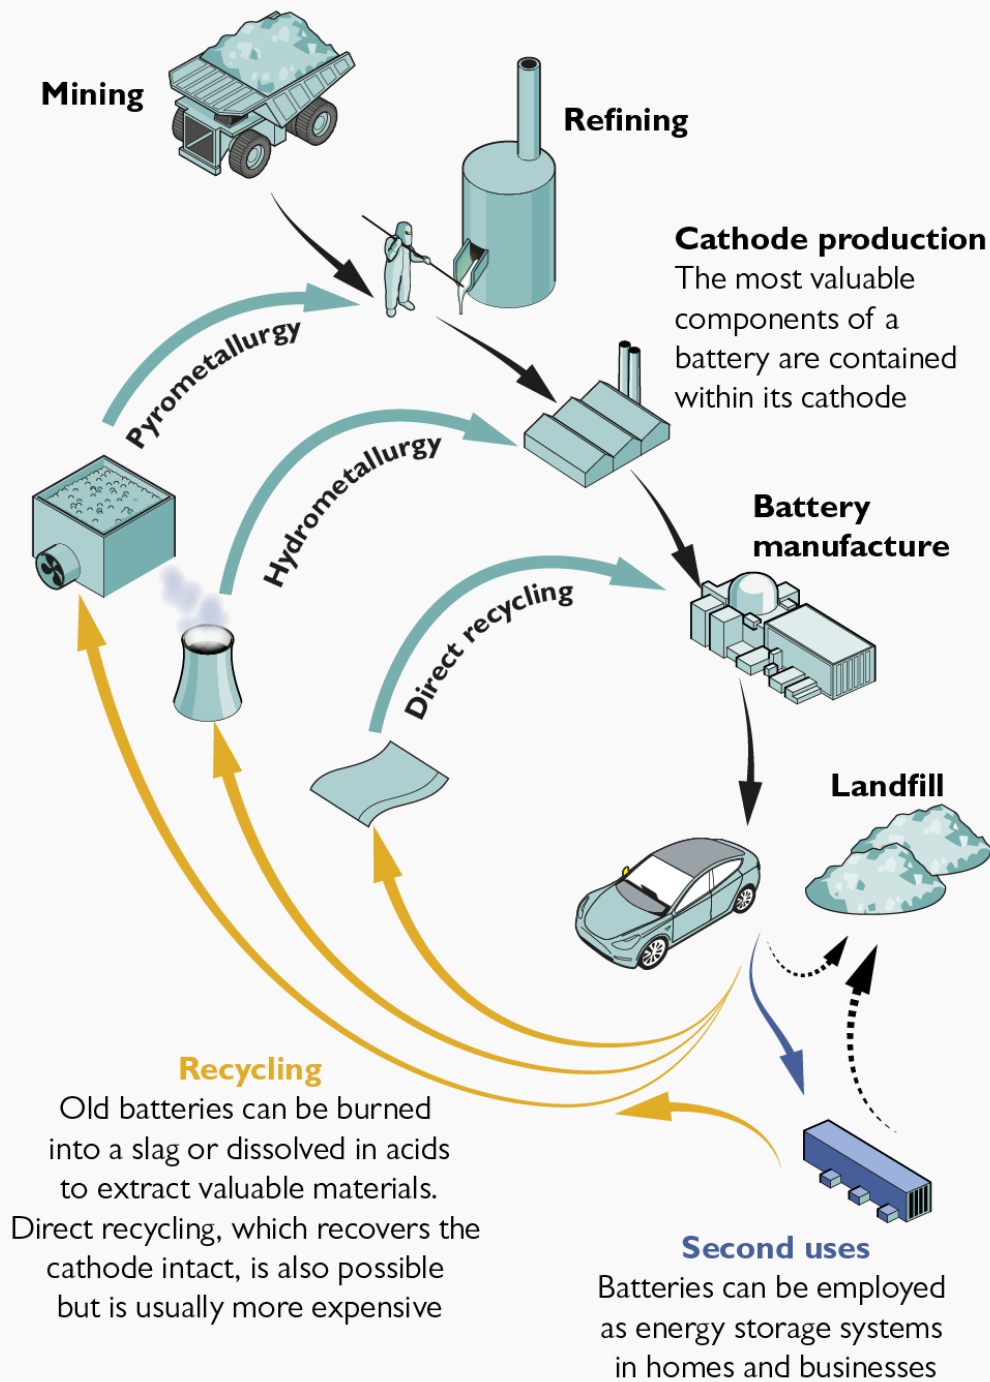 Mining
Refining
Cathode production
The most valuable
components of a
battery are contained
within its cathode
Pyrometallurgy
Hydrometallurgy
Battery
manufacture
Direct recycling
Landfill
Recycling
Old batteries can be burned
into a slag or dissolved in acids
to extract valuable materials.
Direct recycling, which recovers the
cathode intact, is also possible
but is usually more expensive
Second uses
Batteries can be employed
as energy storage systems
in homes and businesses